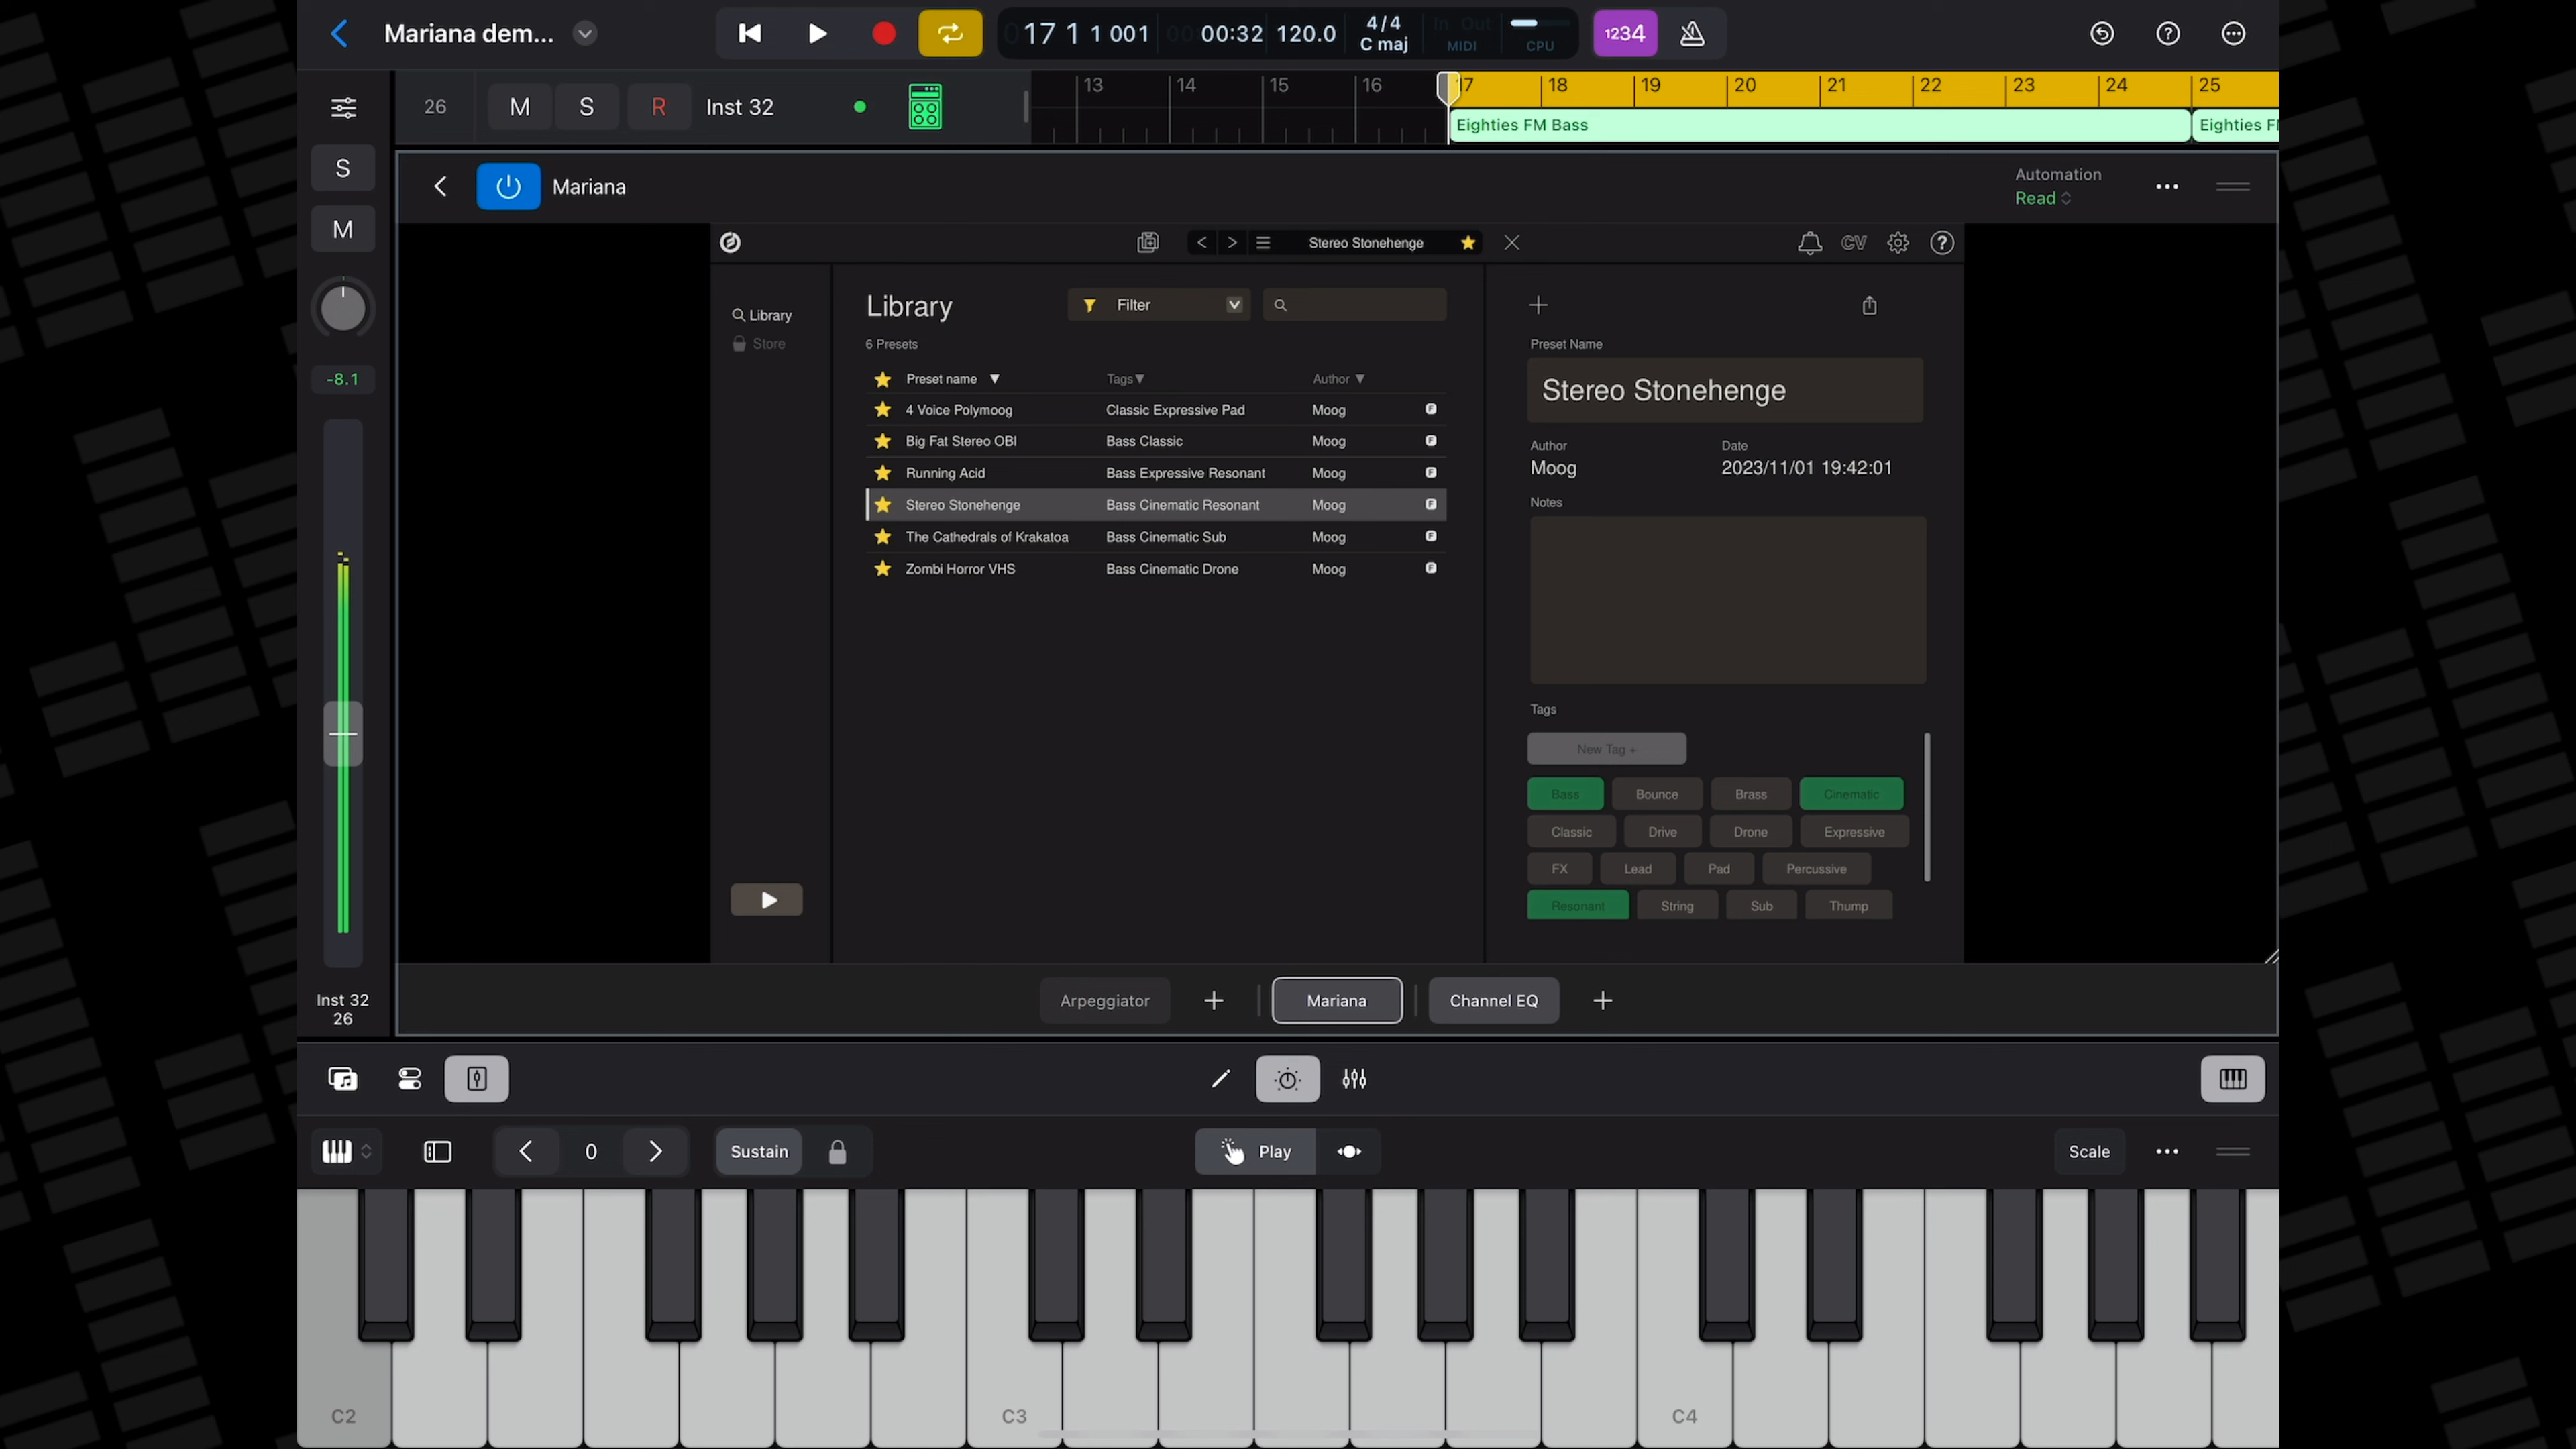 Mariana dem...
17 1 1 001 00:32 120.0 4/4 C maj In Out MIDI CPU 1234
26 M S R Inst 32
13 14 15 16 17 18 19 20 21 22 23 24 25
Eighties FM Bass
Eighties F
S
M
-8.1
Inst 32
26
Mariana
Automation
Read
Stereo Stonehenge
CV
Library
Store
Library
Filter
6 Presets
Preset name Tags Author
4 Voice Polymoog Classic Expressive Pad Moog F
Big Fat Stereo OBI Bass Classic Moog F
Running Acid Bass Expressive Resonant Moog F
Stereo Stonehenge Bass Cinematic Resonant Moog F
The Cathedrals of Krakatoa Bass Cinematic Sub Moog F
Zombi Horror VHS Bass Cinematic Drone Moog F
Preset Name
Stereo Stonehenge
Author Date
Moog 2023/11/01 19:42:01
Notes
Tags
New Tag +
Bass Bounce Brass Cinematic
Classic Drive Drone Expressive
FX Lead Pad Percussive
Resonant String Sub Thump
Arpeggiator + Mariana Channel EQ +
0 Sustain Play Scale
C2 C3 C4